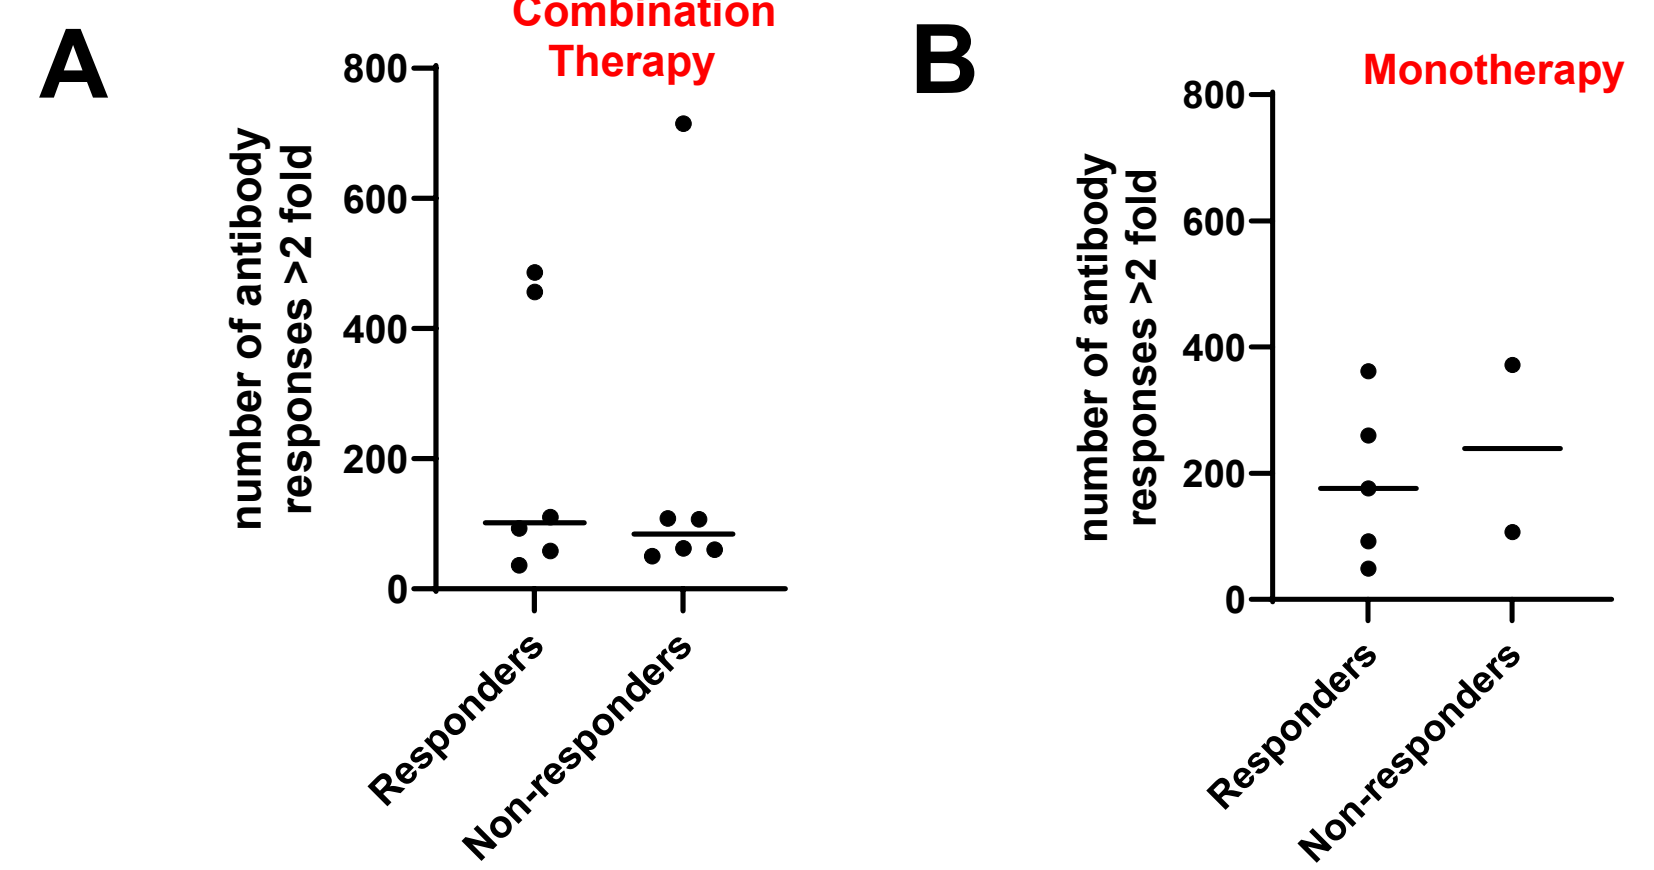 A
Combination
Therapy
number of antibody
responses >2 fold
800
600
400
200
0
Responders
Non-responders
B
Monotherapy
number of antibody
responses >2 fold
800
600
400
200
0
Responders
Non-responders